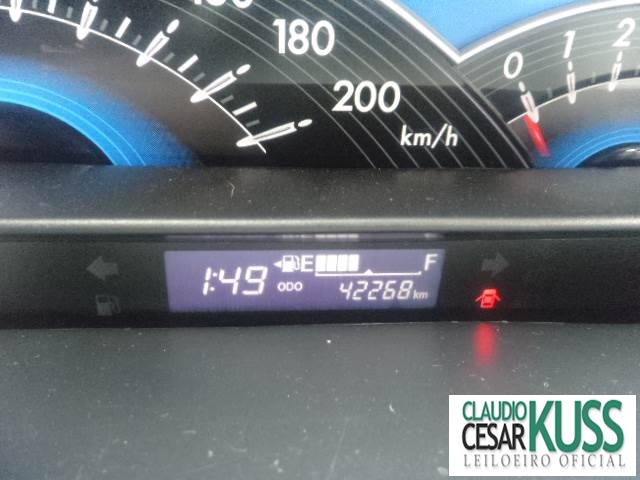 180
200
km/h
0 1 2
E F
1:49 ODO 42268 km
CLAUDIO
CESAR KUSS
LEILOEIRO OFICIAL